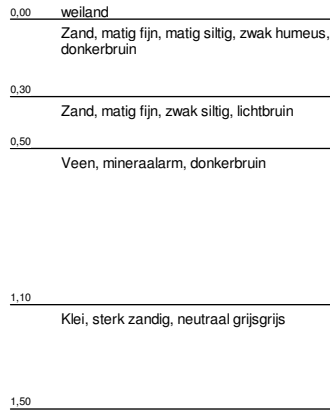 0,00 weiland
Zand, matig fijn, matig siltig, zwak humeus,
donkerbruin
0,30
Zand, matig fijn, zwak siltig, lichtbruin
0,50
Veen, mineraalarm, donkerbruin
1,10
Klei, sterk zandig, neutraal grijsgrijs
1,50